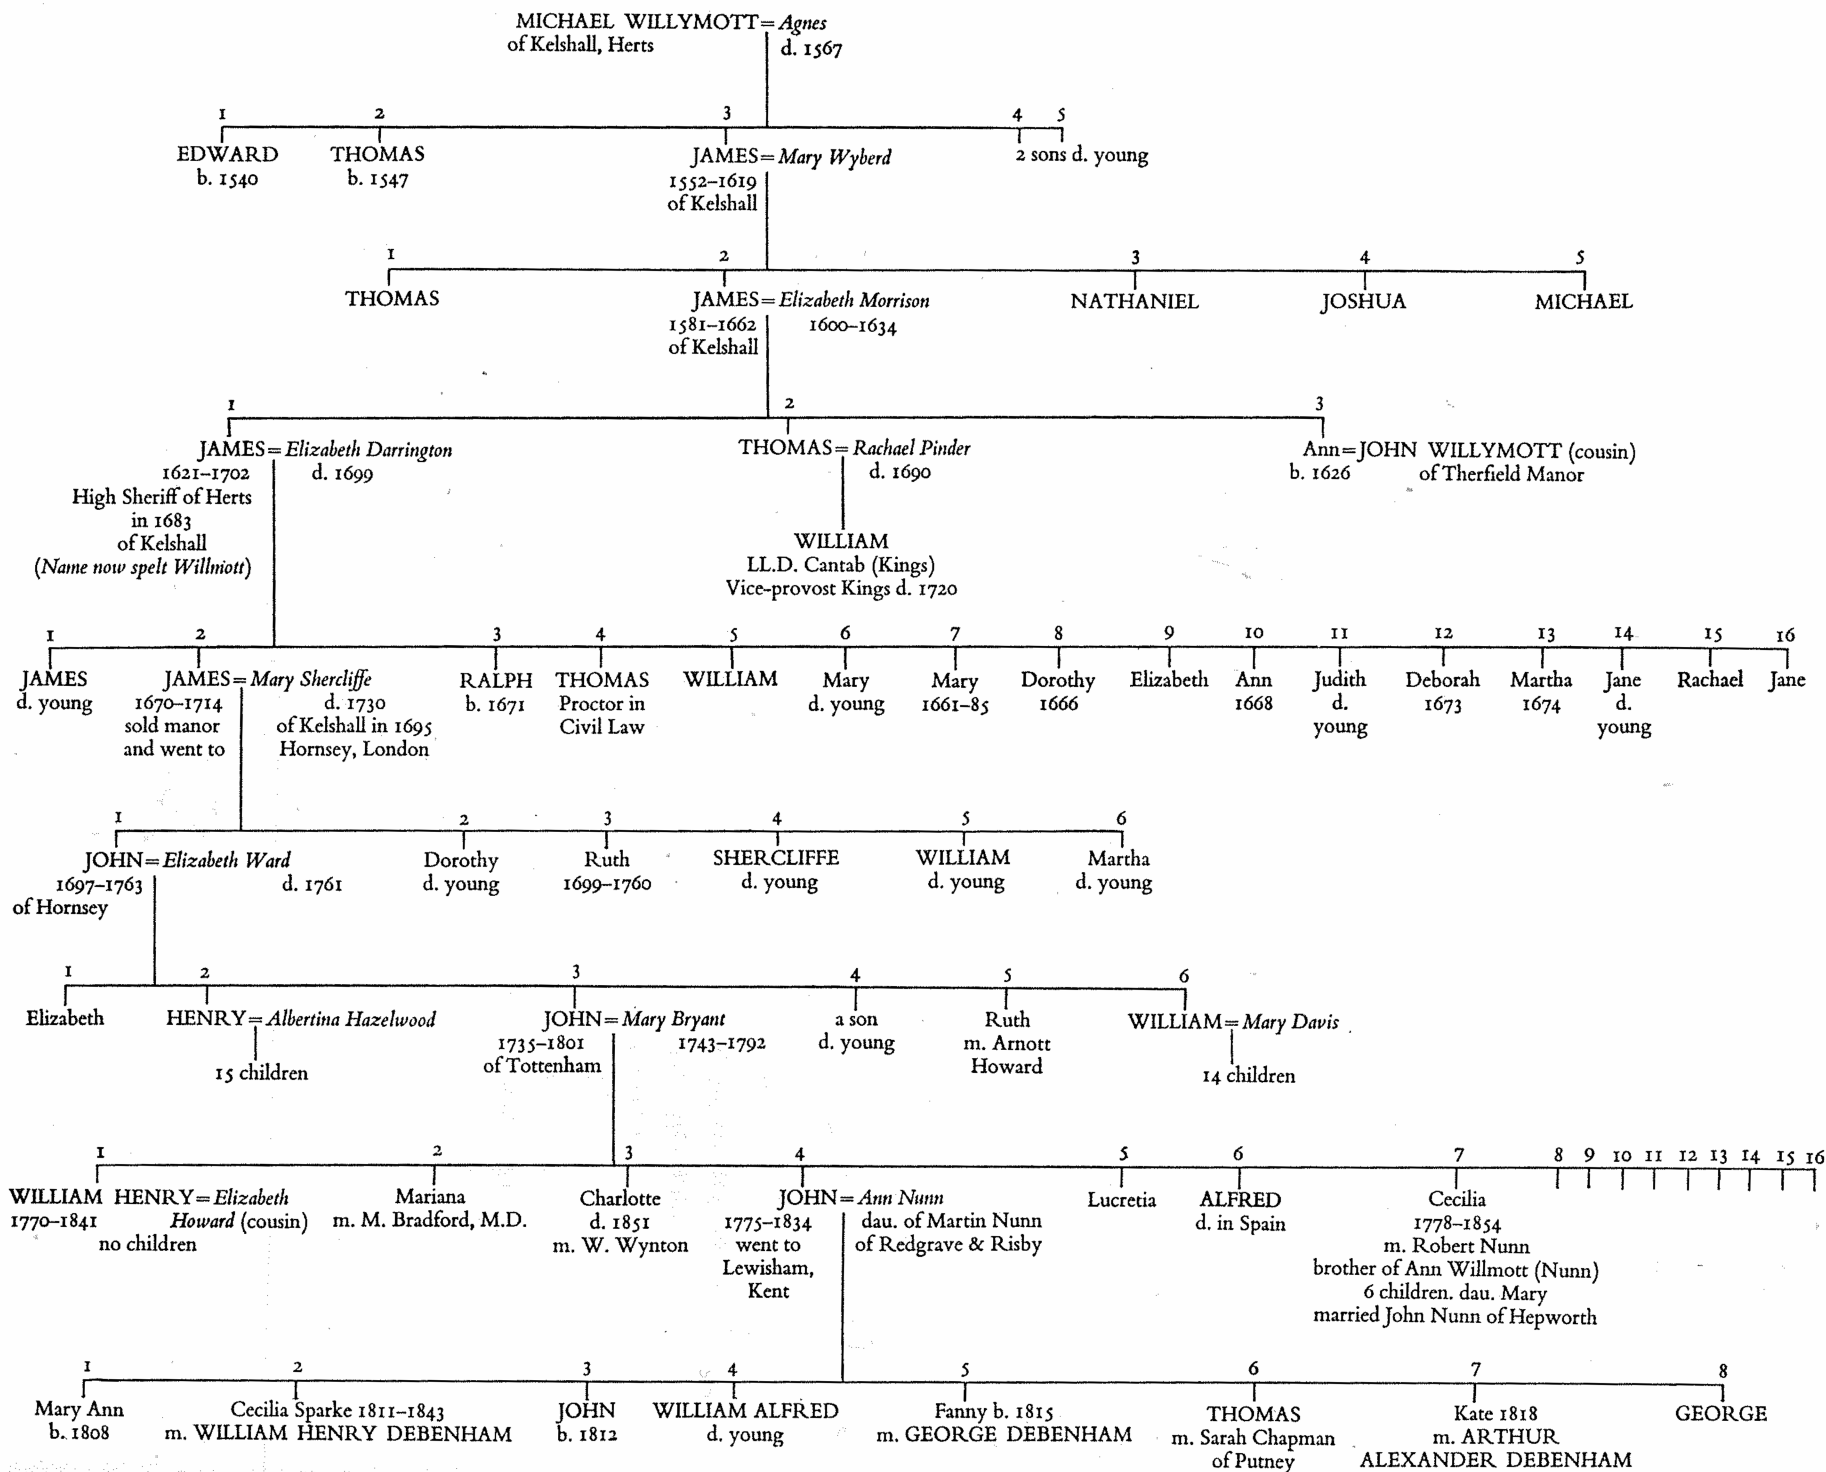 MICHAEL WILLYMOTT = Agnes
of Kelshall, Herts d. 1567
1 2 3 4 5
EDWARD THOMAS JAMES = Mary Wyberd 2 sons d. young
b. 1540 b. 1547 1552–1619
of Kelshall
1 2 3 4 5
THOMAS JAMES = Elizabeth Morrison NATHANIEL JOSHUA MICHAEL
1581–1662 1600–1634
of Kelshall
1 2 3
JAMES = Elizabeth Darrington THOMAS = Rachael Pinder Ann = JOHN WILLYMOTT (cousin)
1621–1702 d. 1699 d. 1690 b. 1626 of Therfield Manor
High Sheriff of Herts
in 1683
of Kelshall
(Name now spelt Willmott)
WILLIAM
LL.D. Cantab (Kings)
Vice-provost Kings d. 1720
1 2 3 4 5 6 7 8 9 10 11 12 13 14 15 16
JAMES JAMES = Mary Shercliffe RALPH THOMAS WILLIAM Mary Mary Dorothy Elizabeth Ann Judith Deborah Martha Jane Rachael Jane
d. young 1670–1714 d. 1730 b. 1671 Proctor in d. young 1661–85 1666 1668 d. 1673 1674 d.
sold manor of Kelshall in 1695 Civil Law young young
and went to Hornsey, London
1 2 3 4 5 6
JOHN = Elizabeth Ward Dorothy Ruth SHERCLIFFE WILLIAM Martha
1697–1763 d. 1761 d. young 1699–1760 d. young d. young d. young
of Hornsey
1 2 3 4 5 6
Elizabeth HENRY = Albertina Hazelwood JOHN = Mary Bryant a son Ruth WILLIAM = Mary Davis
1735–1801 1743–1792 d. young m. Arnott
15 children of Tottenham Howard 14 children
1 2 3 4 5 6 7 8 9 10 11 12 13 14 15 16
WILLIAM HENRY = Elizabeth Mariana Charlotte JOHN = Ann Nunn Lucretia ALFRED Cecilia
1770–1841 Howard (cousin) m. M. Bradford, M.D. d. 1851 1775–1834 dau. of Martin Nunn d. in Spain 1778–1854
no children m. W. Wynton went to of Redgrave & Risby m. Robert Nunn
Lewisham, brother of Ann Willmott (Nunn)
Kent 6 children. dau. Mary
married John Nunn of Hepworth
1 2 3 4 5 6 7 8
Mary Ann Cecilia Sparke 1811–1843 JOHN WILLIAM ALFRED Fanny b. 1815 THOMAS Kate 1818 GEORGE
b. 1808 m. WILLIAM HENRY DEBENHAM b. 1812 d. young m. GEORGE DEBENHAM m. Sarah Chapman m. ARTHUR
of Putney ALEXANDER DEBENHAM